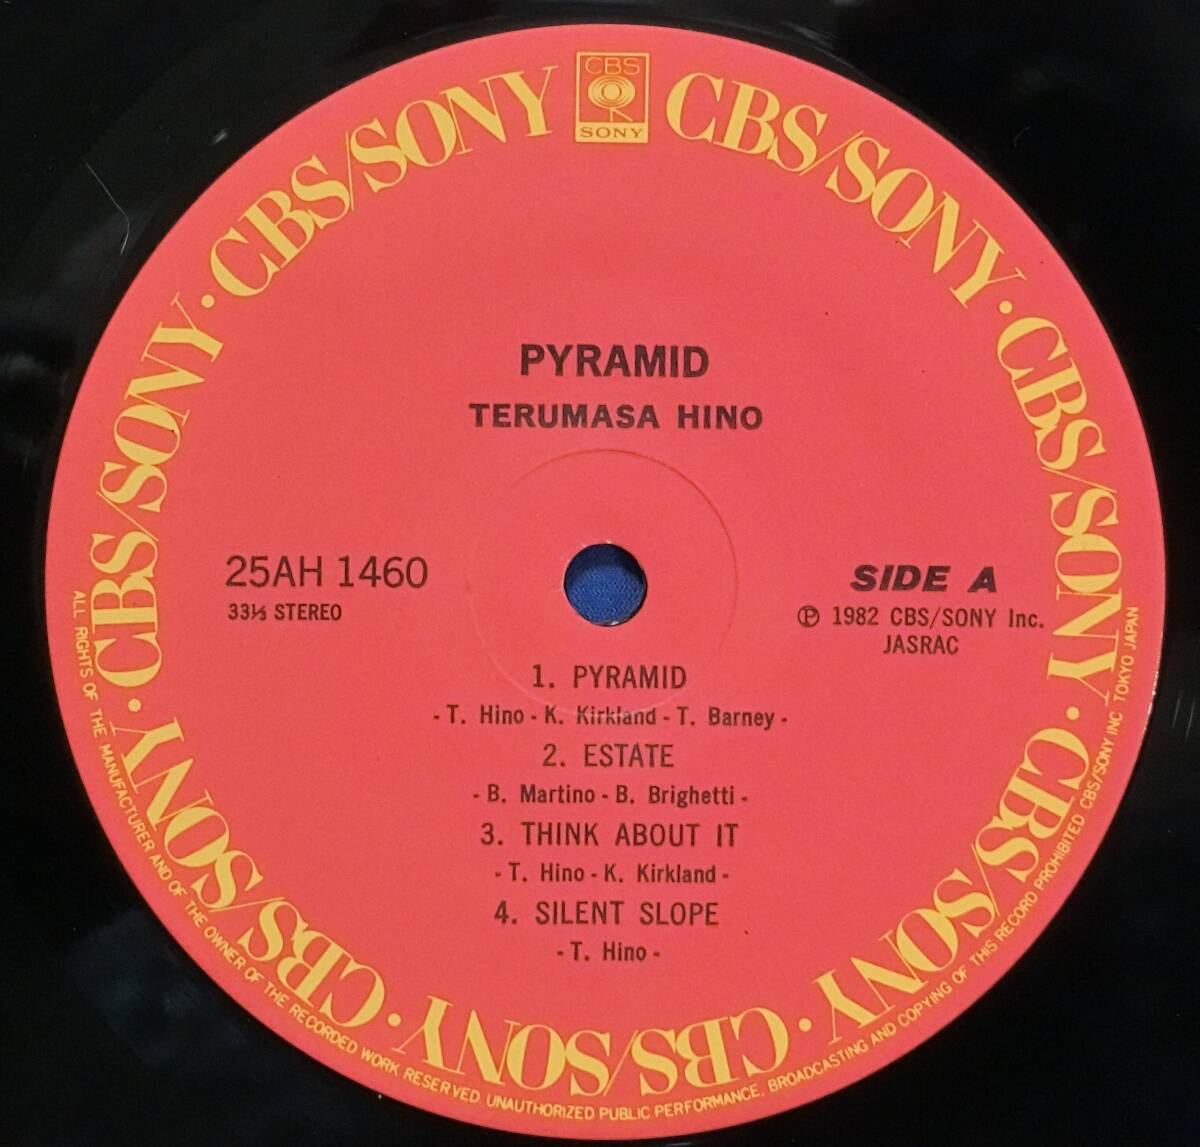 CBS
SONY
CBS/SONY · CBS/SONY · CBS/SONY · CBS/SONY · CBS/SONY · CBS/SONY · CBS/SONY · CBS/SONY
PYRAMID
TERUMASA HINO
25AH 1460
33⅓ STEREO
SIDE A
Ⓟ 1982 CBS/SONY Inc.
JASRAC
1. PYRAMID
- T. Hino - K. Kirkland - T. Barney -
2. ESTATE
- B. Martino - B. Brighetti -
3. THINK ABOUT IT
- T. Hino - K. Kirkland -
4. SILENT SLOPE
- T. Hino -
ALL RIGHTS OF THE MANUFACTURER AND OF THE OWNER OF THE RECORDED WORK RESERVED. UNAUTHORIZED PUBLIC PERFORMANCE, BROADCASTING AND COPYING OF THIS RECORD PROHIBITED CBS/SONY INC TOKYO JAPAN